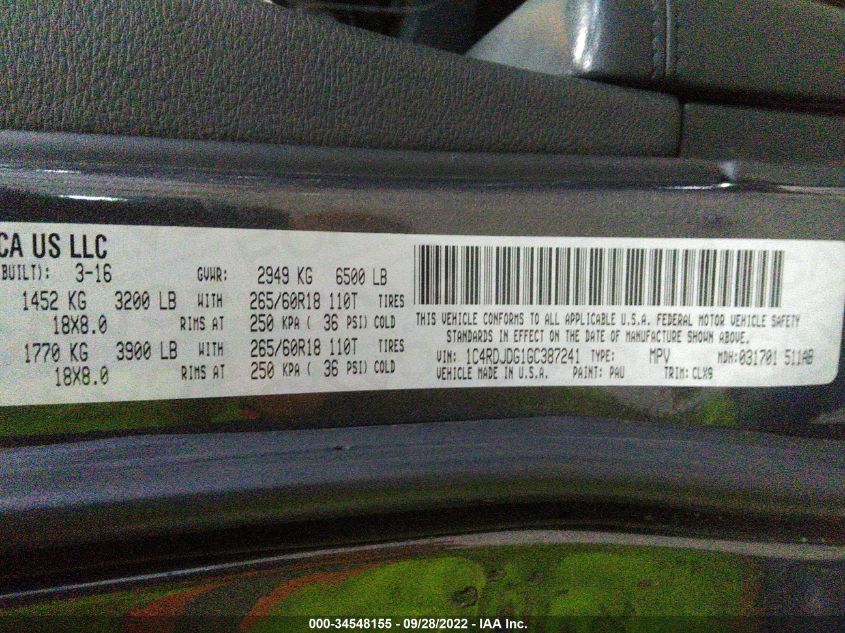 CA US LLC
BUILT): 3-16 GVWR: 2949 KG 6500 LB
1452 KG 3200 LB WITH 265/60R18 110T TIRES
18X8.0 RIMS AT 250 KPA ( 36 PSI) COLD
1770 KG 3900 LB WITH 265/60R18 110T TIRES
18X8.0 RIMS AT 250 KPA ( 36 PSI) COLD
THIS VEHICLE CONFORMS TO ALL APPLICABLE U.S.A. FEDERAL MOTOR VEHICLE SAFETY
STANDARDS IN EFFECT ON THE DATE OF MANUFACTURE SHOWN ABOVE.
VIN: 1C4RDJDG1GC387241 TYPE: MPV MDH: 031701 511AB
VEHICLE MADE IN U.S.A. PAINT: PAU TRIM: CLX9
000-34548155 - 09/28/2022 - IAA Inc.